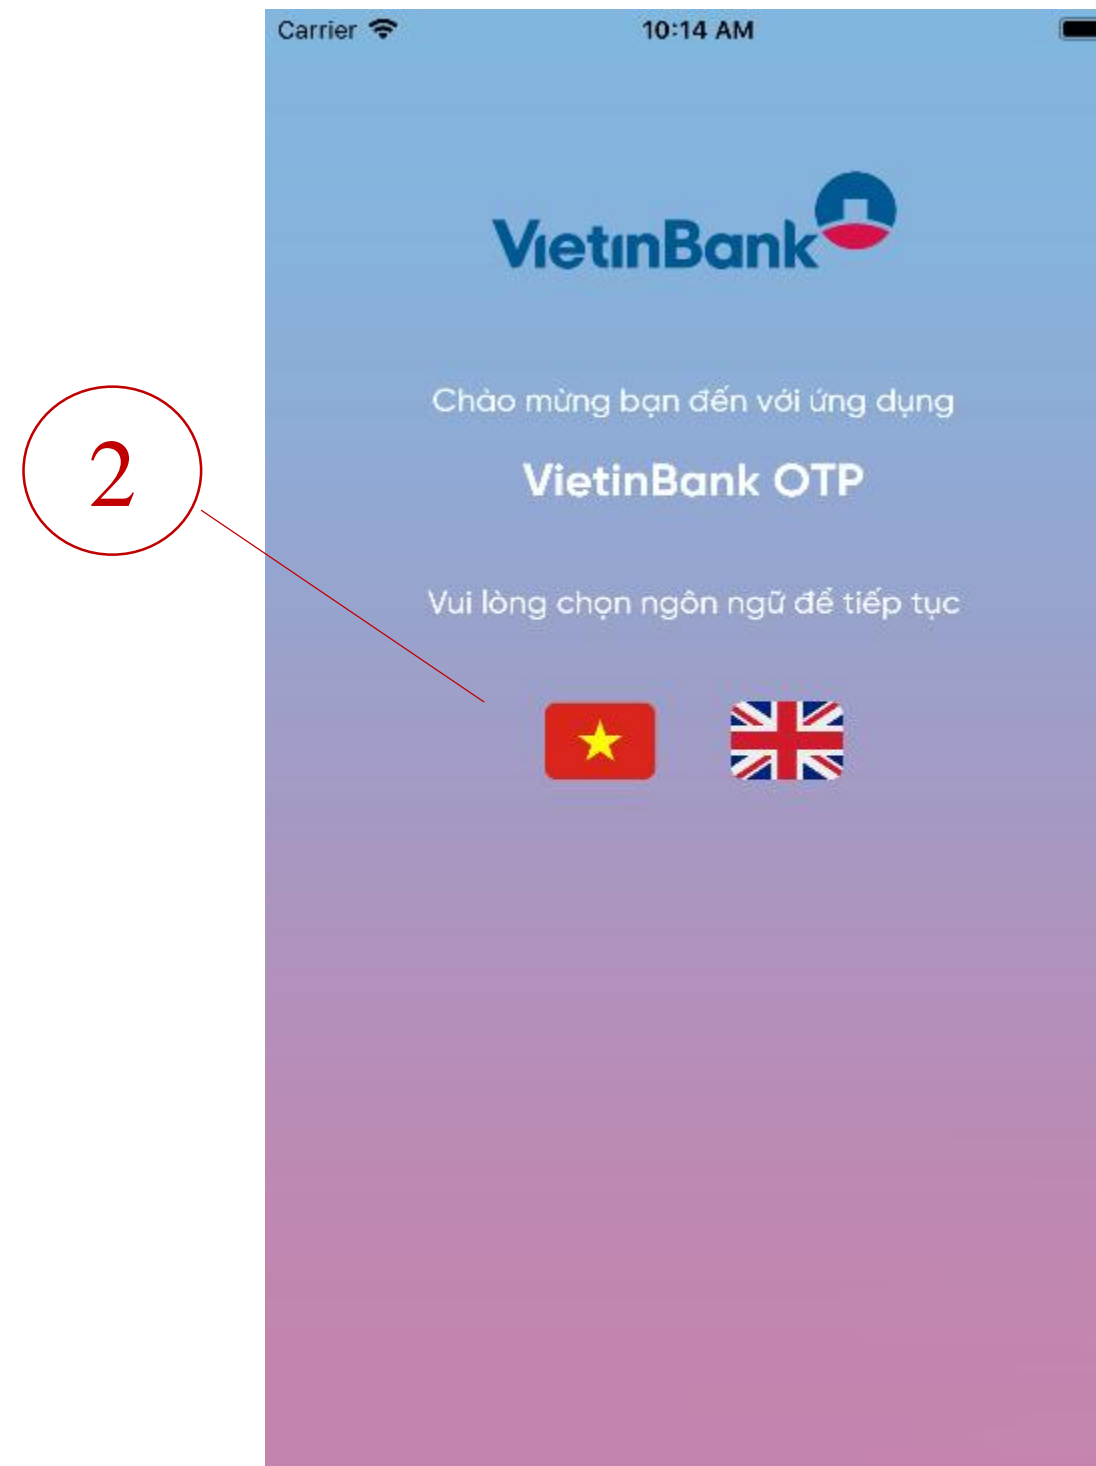 Carrier 10:14 AM
VietinBank
Chào mừng bạn đến với ứng dụng
2
VietinBank OTP
Vui lòng chọn ngôn ngữ để tiếp tục